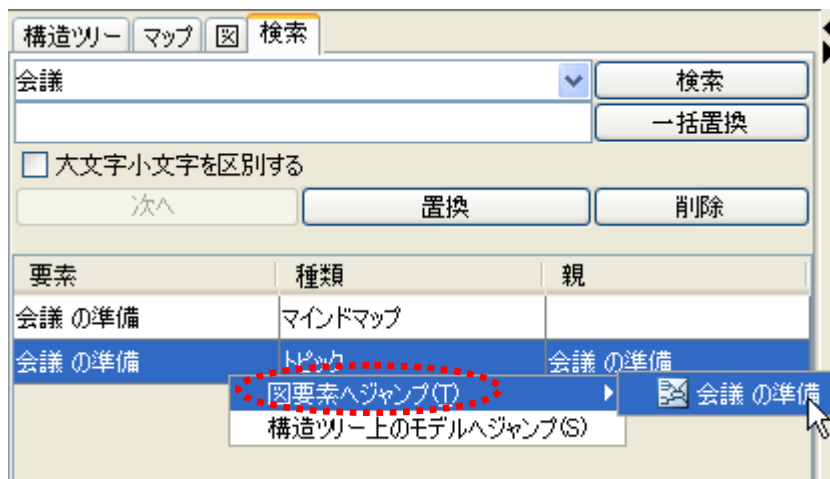 構造ツリー マップ 図 検索
会議 検索
一括置換
大文字小文字を区別する
次へ 置換 削除
要素 種類 親
会議 の準備 マインドマップ
会議 の準備 トピック 会議 の準備
図要素へジャンプ(T) 会議 の準備
構造ツリー上のモデルへジャンプ(S)